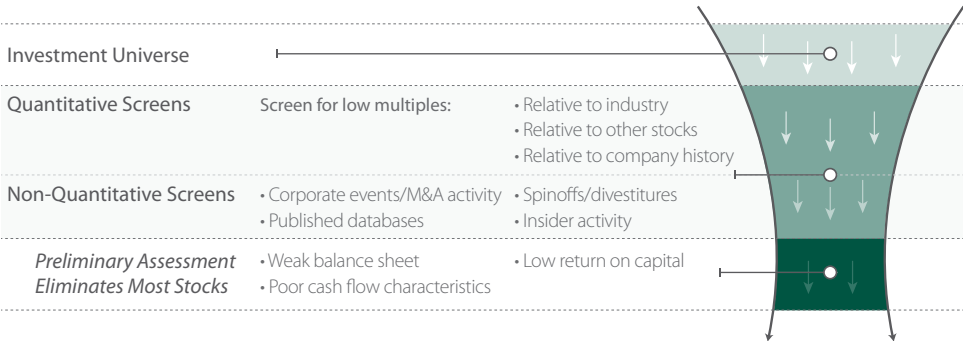 Investment Universe
Quantitative Screens
Screen for low multiples:
• Relative to industry
• Relative to other stocks
• Relative to company history
Non-Quantitative Screens
• Corporate events/M&A activity
• Published databases
• Spinoffs/divestitures
• Insider activity
Preliminary Assessment
Eliminates Most Stocks
• Weak balance sheet
• Poor cash flow characteristics
• Low return on capital